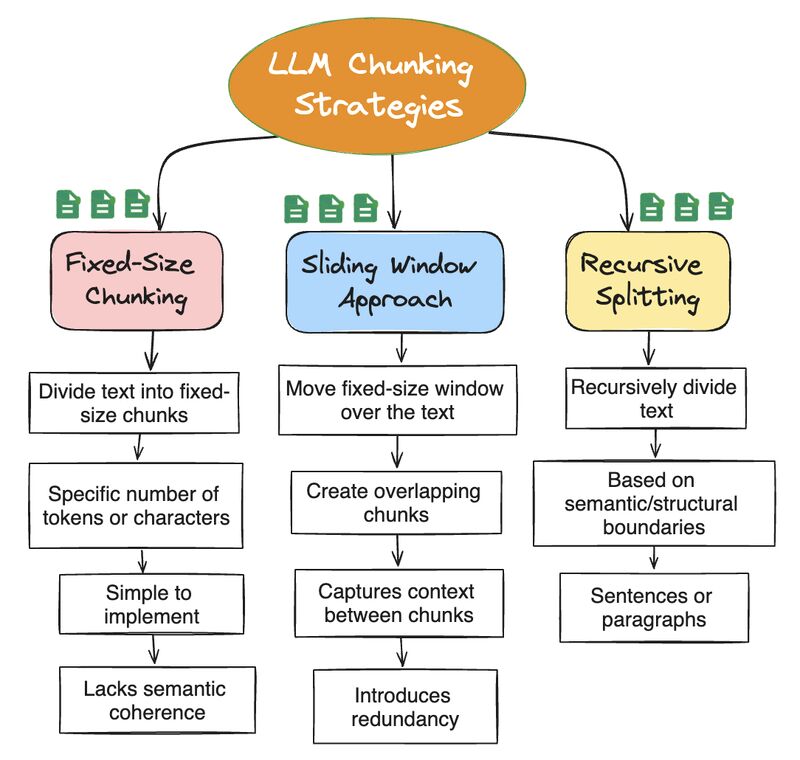 LLM Chunking
Strategies
Fixed-Size
Chunking
Divide text into fixed-
size chunks
Specific number of
tokens or characters
Simple to
implement
Lacks semantic
coherence
Sliding Window
Approach
Move fixed-size window
over the text
Create overlapping
chunks
Captures context
between chunks
Introduces
redundancy
Recursive
Splitting
Recursively divide
text
Based on
semantic/structural
boundaries
Sentences or
paragraphs